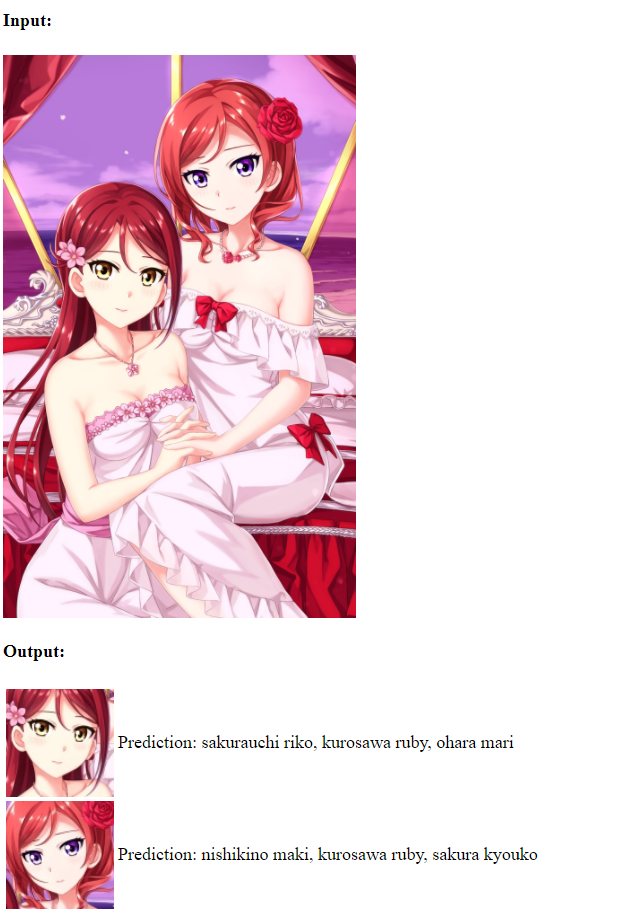 Input:
Output:
Prediction: sakurauchi riko, kurosawa ruby, ohara mari
Prediction: nishikino maki, kurosawa ruby, sakura kyouko